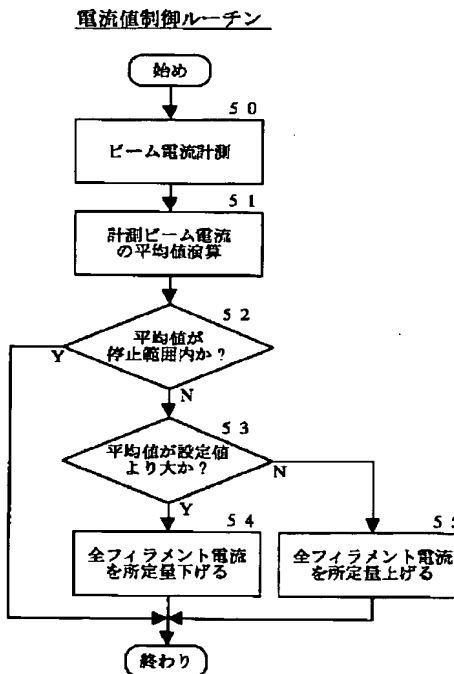 電流値制御ルーチン
始め
５０
ビーム電流計測
５１
計測ビーム電流
の平均値演算
５２
平均値が
停止範囲内か？
Y
N
５３
平均値が設定値
より大か？
N
Y
５４
全フィラメント電流
を所定量下げる
５５
全フィラメント電流
を所定量上げる
終わり